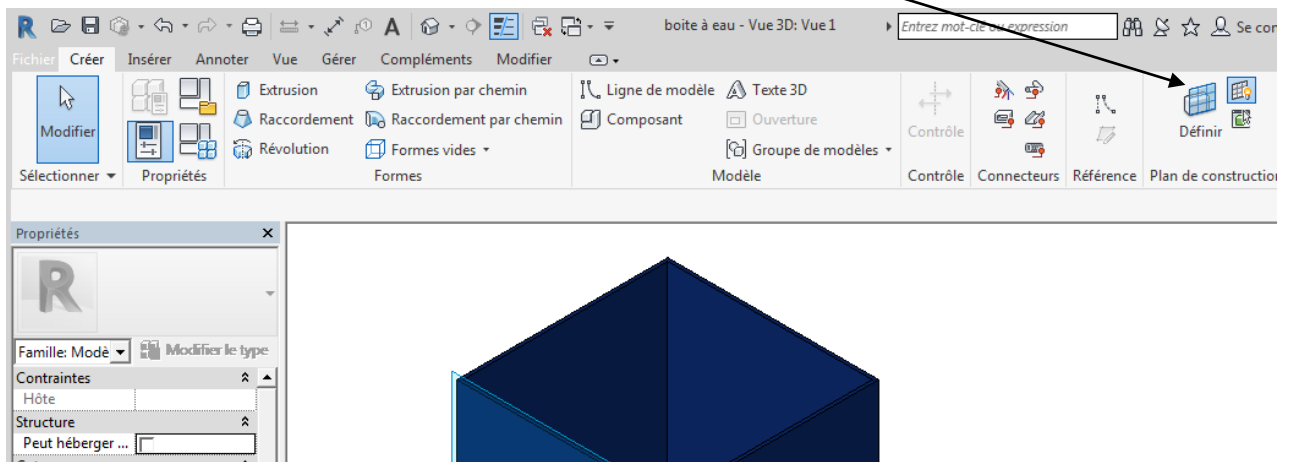 boite à eau - Vue 3D: Vue 1
Entrez mot-clé ou expression
Se con
Fichier Créer Insérer Annoter Vue Gérer Compléments Modifier
Modifier
Extrusion
Extrusion par chemin
Ligne de modèle
Texte 3D
Raccordement
Raccordement par chemin
Composant
Ouverture
Contrôle
Définir
Révolution
Formes vides
Groupe de modèles
Sélectionner
Propriétés
Formes
Modèle
Contrôle
Connecteurs
Référence
Plan de construction
Propriétés
R
Famille: Modè
Modifier le type
Contraintes
Hôte
Structure
Peut héberger ...